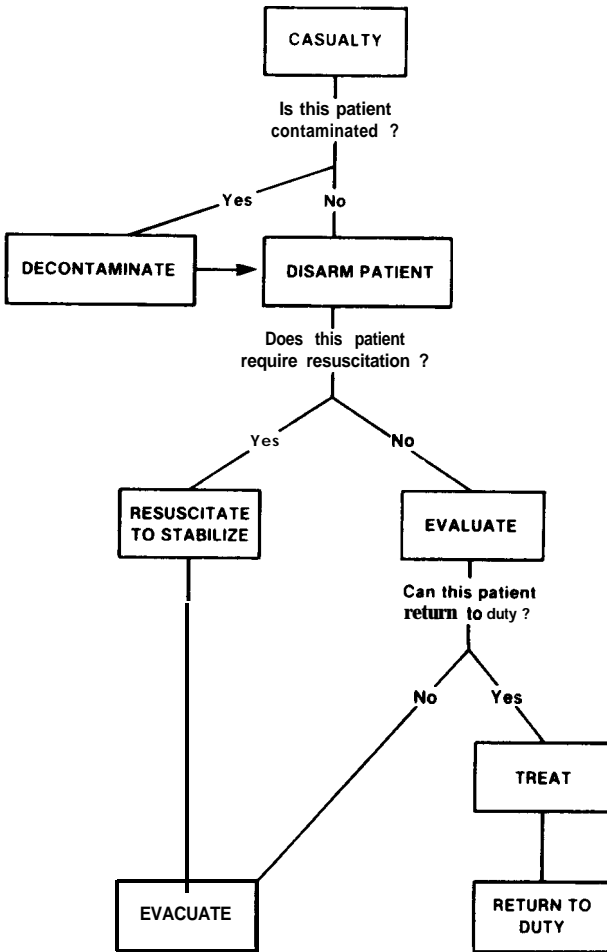 CASUALTY
Is this patient
contaminated ?
Yes
No
DECONTAMINATE
DISARM PATIENT
Does this patient
require resuscitation ?
Yes
No
RESUSCITATE
TO STABILIZE
EVALUATE
Can this patient
return to duty ?
No
Yes
TREAT
EVACUATE
RETURN TO
DUTY